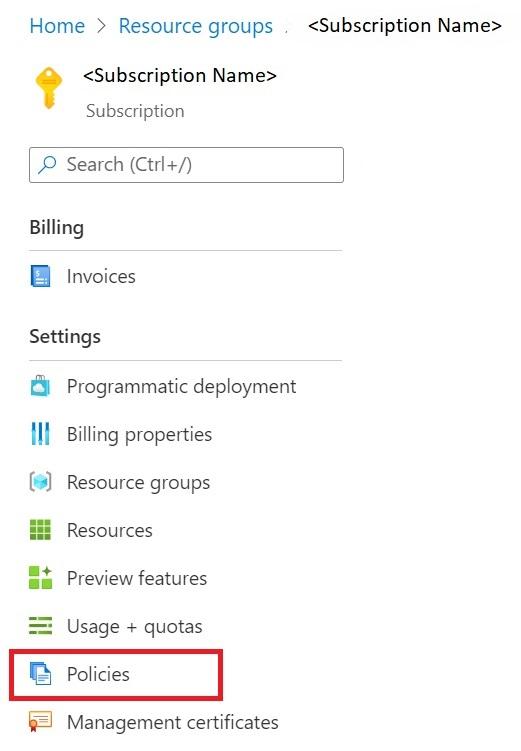 Home > Resource groups . <Subscription Name>
<Subscription Name>
Subscription
Search (Ctrl+/)
Billing
Invoices
Settings
Programmatic deployment
Billing properties
Resource groups
Resources
Preview features
Usage + quotas
Policies
Management certificates